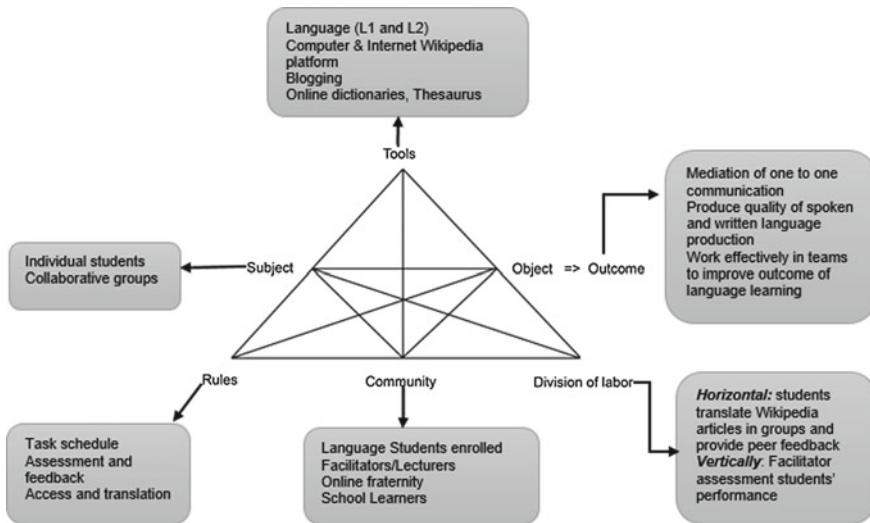 Language (L1 and L2)
Computer & Internet Wikipedia
platform
Blogging
Online dictionaries, Thesaurus
Tools
Mediation of one to one
communication
Produce quality of spoken
and written language
production
Work effectively in teams
to improve outcome of
language learning
Individual students
Collaborative groups
Subject
Object => Outcome
Rules
Community
Division of labor
Task schedule
Assessment and
feedback
Access and translation
Language Students enrolled
Facilitators/Lecturers
Online fraternity
School Learners
Horizontal: students
translate Wikipedia
articles in groups and
provide peer feedback
Vertically: Facilitator
assessment students'
performance